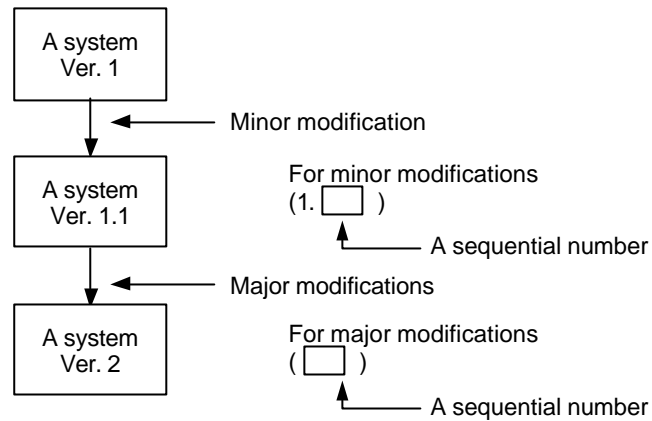 A system
Ver. 1
Minor modification
A system
Ver. 1.1
For minor modifications
(1. )
A sequential number
Major modifications
A system
Ver. 2
For major modifications
( )
A sequential number